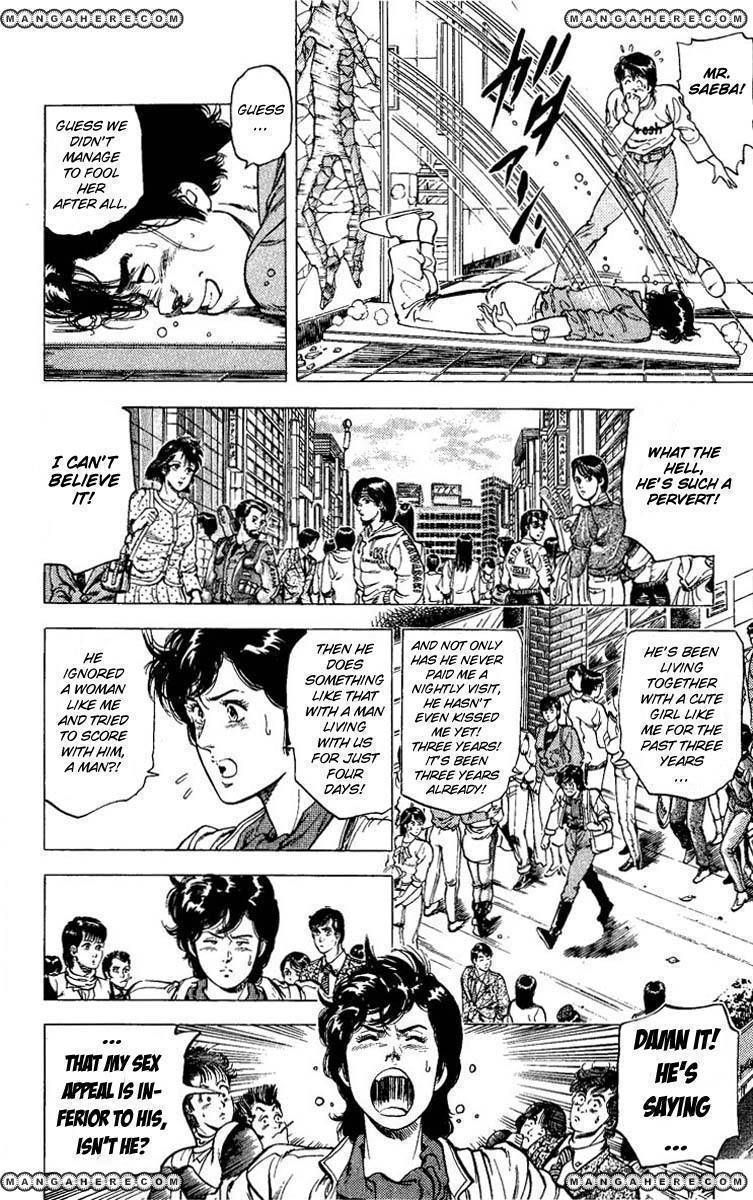 MANGAHERE.COM
MANGAHERE.COM
MR.
SAEBA!
ガガガ
esh
GUESS
...
GUESS WE
DIDN'T
MANAGE
TO FOOL
HER
AFTER ALL.
WHAT THE
HELL,
HE'S SUCH A
PERVERT!
I CAN'T
BELIEVE
IT!
HE'S BEEN
LIVING
TOGETHER
WITH A CUTE
GIRL LIKE
ME FOR THE
PAST THREE
YEARS
...
AND NOT ONLY
HAS HE NEVER
PAID ME A
NIGHTLY VISIT,
HE HASN'T
EVEN KISSED
ME YET!
THREE YEARS!
IT'S BEEN
THREE YEARS
ALREADY!
THEN HE
DOES
SOMETHING
LIKE THAT
WITH A MAN
LIVING
WITH US
FOR JUST
FOUR
DAYS!
HE
IGNORED
A WOMAN
LIKE ME
AND TRIED
TO SCORE
WITH HIM,
A MAN?!
DAMN IT!
HE'S
SAYING
...
...
THAT MY SEX
APPEAL IS IN-
FERIOR TO HIS,
ISN'T HE?
MANGAHERE.COM
MANGAHERE.COM